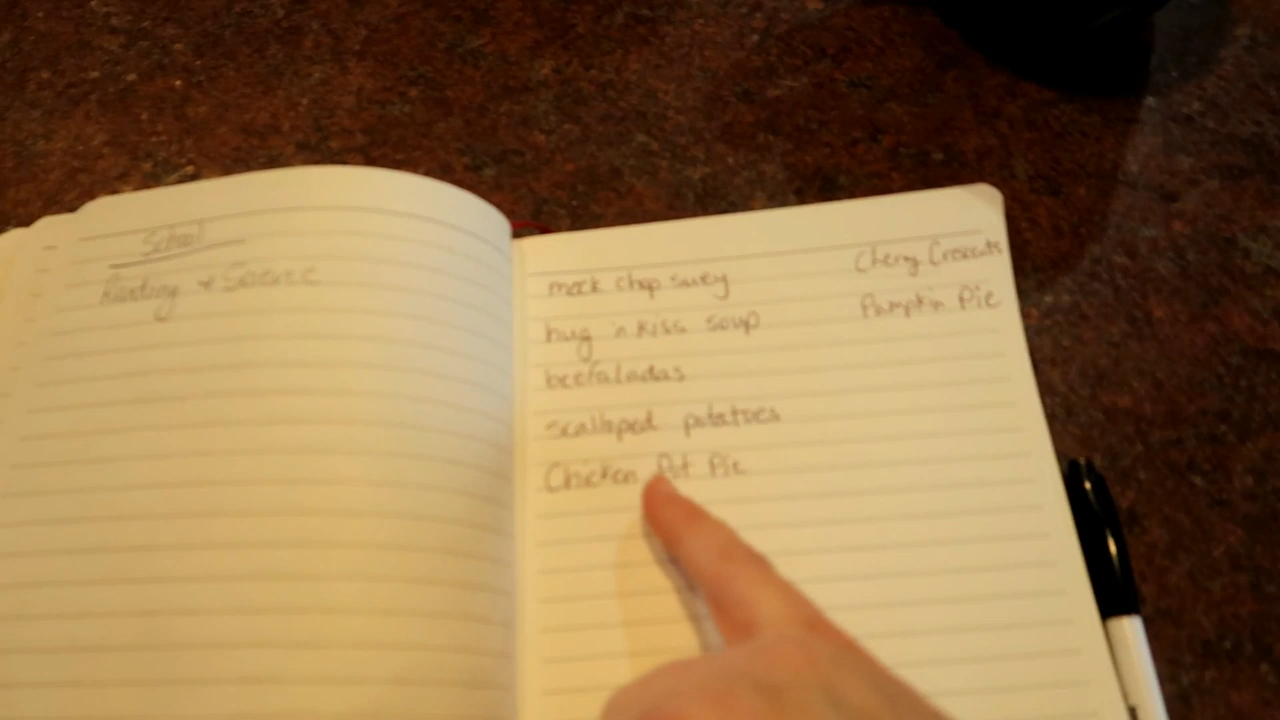 School
Reading + Science
mock chop suey
hug 'n kiss soup
beefaladas
scalloped potatoes
Chicken Pot Pie
Cherry Crescents
Pumpkin Pie